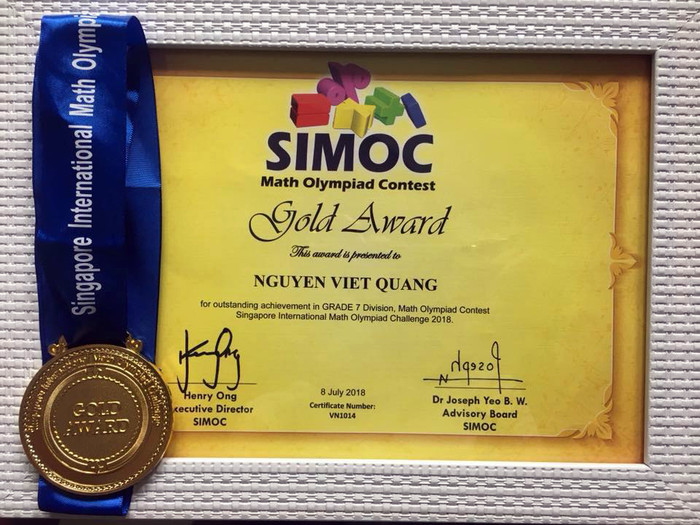 Singapore International Math Olymp
SIMOC
Math Olympiad Contest
Gold Award
This award is presented to
NGUYEN VIET QUANG
for outstanding achievement in GRADE 7 Division, Math Olympiad Contest
Singapore International Math Olympiad Challenge 2018.
Henry Ong
xecutive Director
SIMOC
8 July 2018
Certificate Number:
VN1014
Dr Joseph Yeo B. W.
Advisory Board
SIMOC
GOLD
AWARD